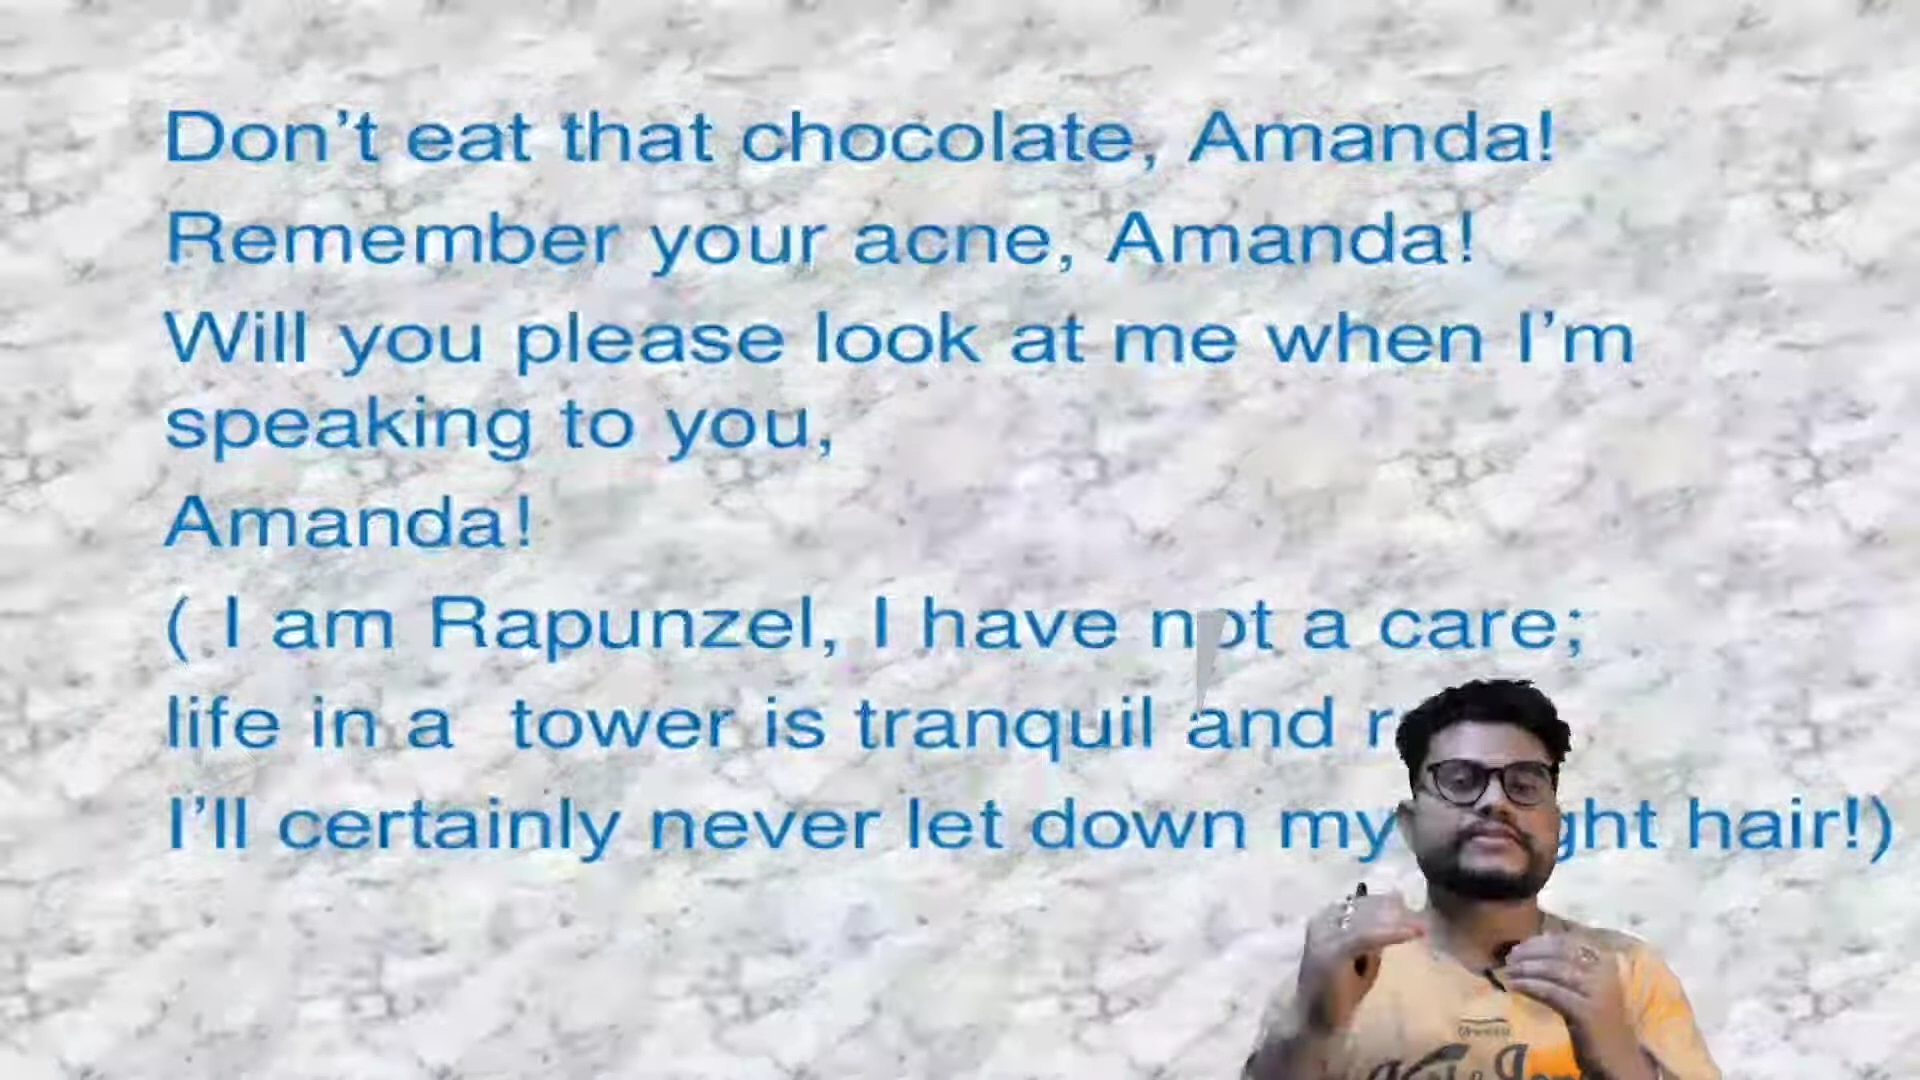 Don't eat that chocolate, Amanda!
Remember your acne, Amanda!
Will you please look at me when I'm
speaking to you,
Amanda!
( I am Rapunzel, I have not a care;
life in a tower is tranquil and
I'll certainly never let down my hair!)